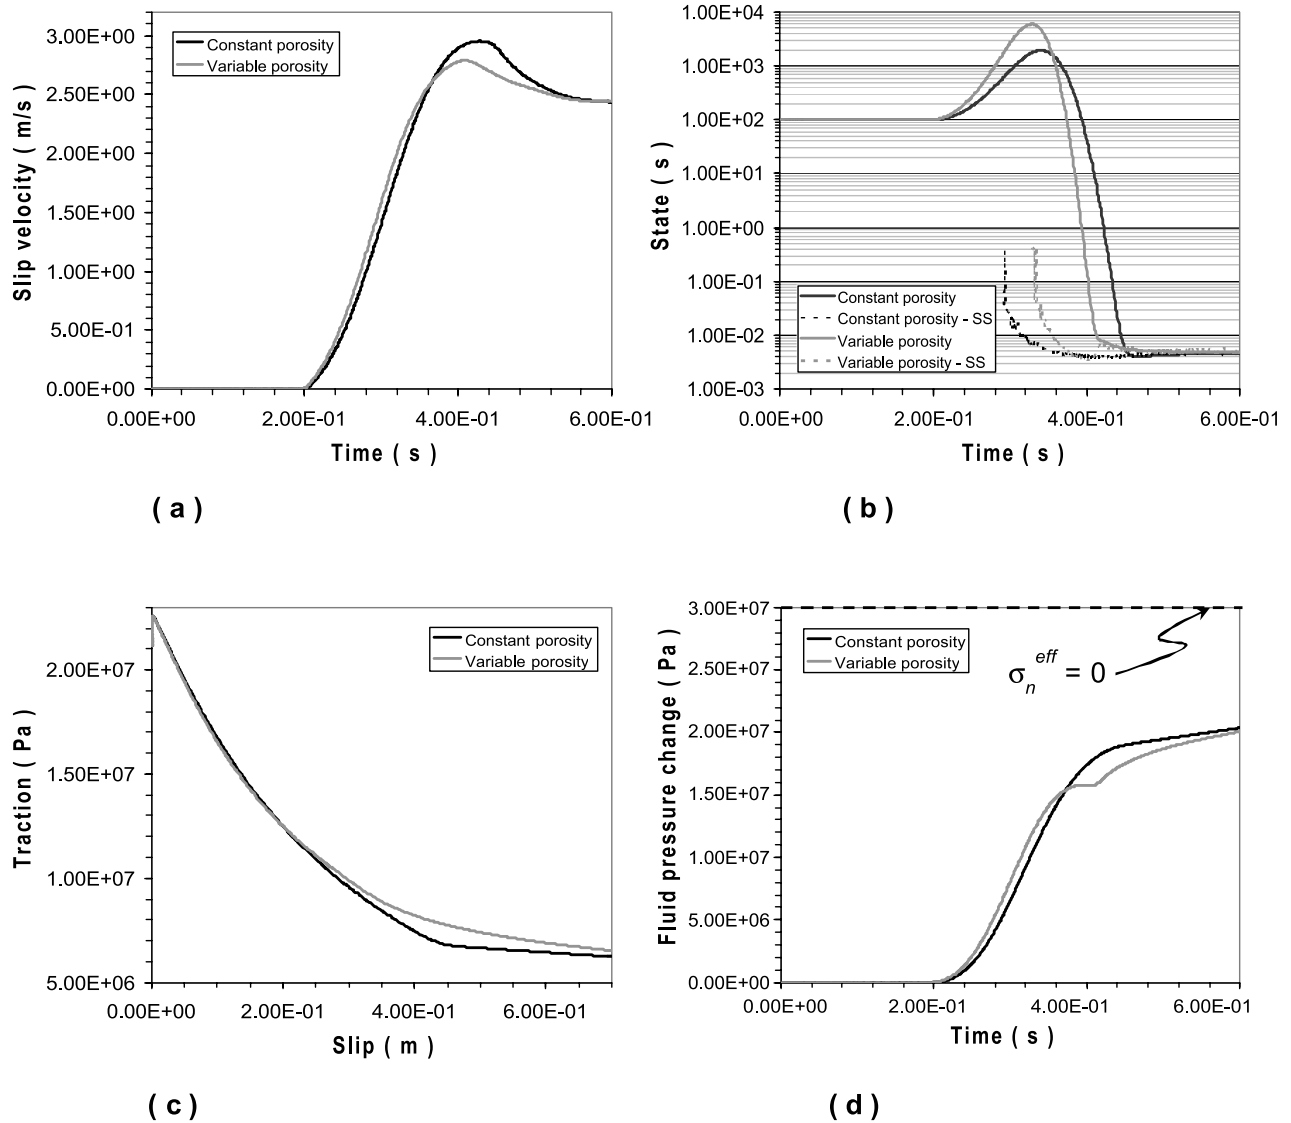 3.00E+00
2.50E+00
2.00E+00
1.50E+00
1.00E+00
5.00E-01
0.00E+00
Slip velocity ( m/s )
Constant porosity
Variable porosity
0.00E+00 2.00E-01 4.00E-01 6.00E-01
Time ( s )
( a )
1.00E+04
1.00E+03
1.00E+02
1.00E+01
1.00E+00
1.00E-01
1.00E-02
1.00E-03
State ( s )
Constant porosity
Constant porosity - SS
Variable porosity
Variable porosity - SS
0.00E+00 2.00E-01 4.00E-01 6.00E-01
Time ( s )
( b )
2.00E+07
1.50E+07
1.00E+07
5.00E+06
Traction ( Pa )
Constant porosity
Variable porosity
0.00E+00 2.00E-01 4.00E-01 6.00E-01
Slip ( m )
( c )
3.00E+07
2.50E+07
2.00E+07
1.50E+07
1.00E+07
5.00E+06
0.00E+00
Fluid pressure change ( Pa )
Constant porosity
Variable porosity
σn eff = 0
0.00E+00 2.00E-01 4.00E-01 6.00E-01
Time ( s )
( d )